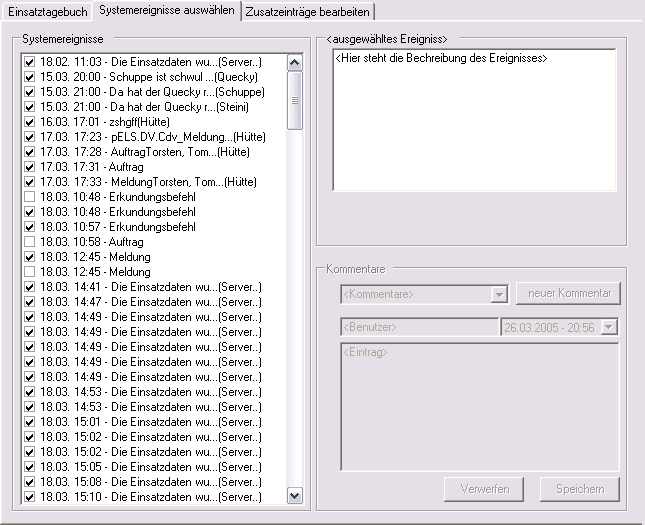 Einsatztagebuch Systemereignisse auswählen Zusatzeinträge bearbeiten
Systemereignisse
18.02. 11:03 - Die Einsatzdaten wu...(Server..)
15.03. 20:00 - Schuppe ist schwul ...(Quecky)
15.03. 21:00 - Da hat der Quecky r...(Schuppe)
15.03. 21:00 - Da hat der Quecky r...(Steini)
16.03. 17:01 - zshgff(Hütte)
17.03. 17:23 - pELS.DV.Cdv_Meldung...(Hütte)
17.03. 17:28 - AuftragTorsten, Tom...(Hütte)
17.03. 17:31 - Auftrag
17.03. 17:33 - MeldungTorsten, Tom...(Hütte)
18.03. 10:48 - Erkundungsbefehl
18.03. 10:48 - Erkundungsbefehl
18.03. 10:57 - Erkundungsbefehl
18.03. 10:58 - Auftrag
18.03. 12:45 - Meldung
18.03. 12:45 - Meldung
18.03. 14:41 - Die Einsatzdaten wu...(Server..)
18.03. 14:47 - Die Einsatzdaten wu...(Server..)
18.03. 14:49 - Die Einsatzdaten wu...(Server..)
18.03. 14:49 - Die Einsatzdaten wu...(Server..)
18.03. 14:49 - Die Einsatzdaten wu...(Server..)
18.03. 14:49 - Die Einsatzdaten wu...(Server..)
18.03. 14:49 - Die Einsatzdaten wu...(Server..)
18.03. 14:53 - Die Einsatzdaten wu...(Server..)
18.03. 14:53 - Die Einsatzdaten wu...(Server..)
18.03. 15:01 - Die Einsatzdaten wu...(Server..)
18.03. 15:02 - Die Einsatzdaten wu...(Server..)
18.03. 15:02 - Die Einsatzdaten wu...(Server..)
18.03. 15:05 - Die Einsatzdaten wu...(Server..)
18.03. 15:08 - Die Einsatzdaten wu...(Server..)
18.03. 15:10 - Die Einsatzdaten wu...(Server..)
<ausgewähltes Ereigniss>
<Hier steht die Bechreibung des Ereignisses>
Kommentare
<Kommentare> neuer Kommentar
<Benutzer> 26.03.2005 - 20:56
<Eintrag>
Verwerfen Speichern